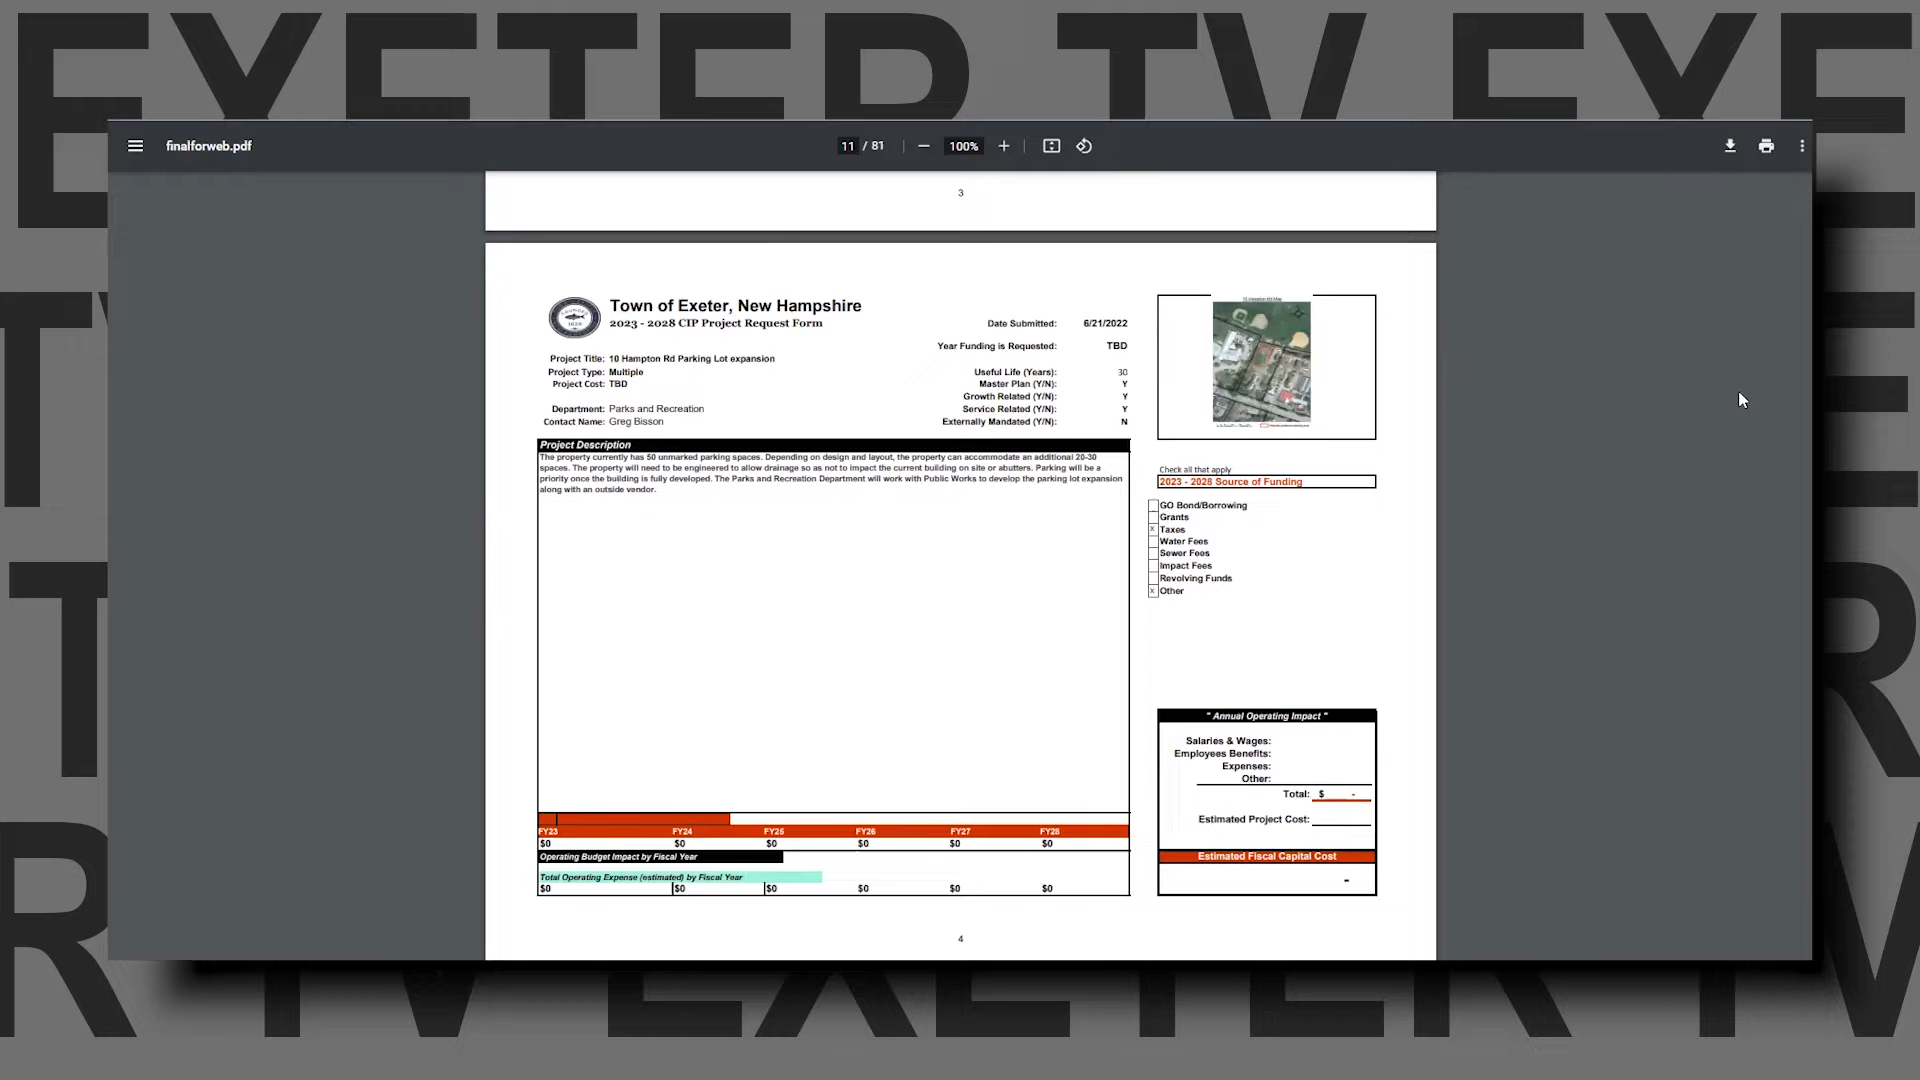 EXETER TV EXE
finalforweb.pdf
11 / 81
100%
3
Town of Exeter, New Hampshire
2023 - 2028 CIP Project Request Form
Date Submitted: 6/21/2022
Year Funding is Requested: TBD
Project Title: 10 Hampton Rd Parking Lot expansion
Project Type: Multiple
Project Cost: TBD
Useful Life (Years): 30
Master Plan (Y/N): Y
Growth Related (Y/N): Y
Department: Parks and Recreation
Service Related (Y/N): Y
Contact Name: Greg Bisson
Externally Mandated (Y/N): N
Project Description
The property currently has 50 unmarked parking spaces. Depending on design and layout, the property can accommodate an additional 20-30
spaces. The property will need to be engineered to allow drainage so as not to impact the current building on site or abutters. Parking will be a
priority once the building is fully developed. The Parks and Recreation Department will work with Public Works to develop the parking lot expansion
along with an outside vendor.
Check all that apply
2023 - 2028 Source of Funding
GO Bond/Borrowing
Grants
x Taxes
Water Fees
Sewer Fees
Impact Fees
Revolving Funds
x Other
" Annual Operating Impact "
Salaries & Wages:
Employees Benefits:
Expenses:
Other:
Total: $ -
Estimated Project Cost:
Estimated Fiscal Capital Cost
-
FY23 FY24 FY25 FY26 FY27 FY28
$0 $0 $0 $0 $0 $0
Operating Budget Impact by Fiscal Year
Total Operating Expense (estimated) by Fiscal Year
$0 $0 $0 $0 $0 $0
4
R TV EXETER TV